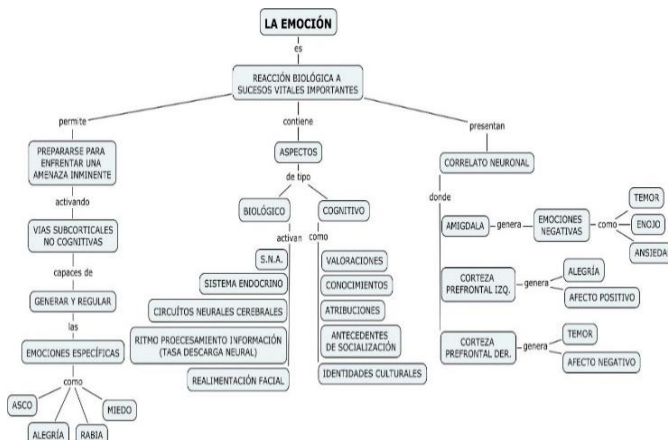 LA EMOCIÓN
es
REACCIÓN BIOLÓGICA A
SUCESOS VITALES IMPORTANTES
permite
contiene
presentan
PREPARARSE PARA
ENFRENTAR UNA
AMENAZA INMINENTE
ASPECTOS
CORRELATO NEURONAL
activando
de tipo
donde
VIAS SUBCORTICALES
NO COGNITIVAS
BIOLÓGICO
COGNITIVO
capaces de
activan
como
GENERAR Y REGULAR
las
EMOCIONES ESPECÍFICAS
como
ASCO
ALEGRÍA
RABIA
MIEDO
S.N.A.
SISTEMA ENDOCRINO
CIRCUÍTOS NEURALES CEREBRALES
RITMO PROECESAMIENTO INFORMACIÓN
(TASA DESCARGA NEURAL)
REALIMENTACIÓN FACIAL
VALORACIONES
CONOCIMIENTOS
ATRIBUCIONES
ANTECEDENTES
DE SOCIALIZACIÓN
IDENTIDADES CULTURALES
AMIGDALA
genera
EMOCIONES
NEGATIVAS
como
TEMOR
ENOJO
ANSIEDAD
CORTEZA
PREFRONTAL IZQ.
genera
ALEGRÍA
AFECTO POSITIVO
CORTEZA
PREFRONTAL DER.
genera
TEMOR
AFECTO NEGATIVO